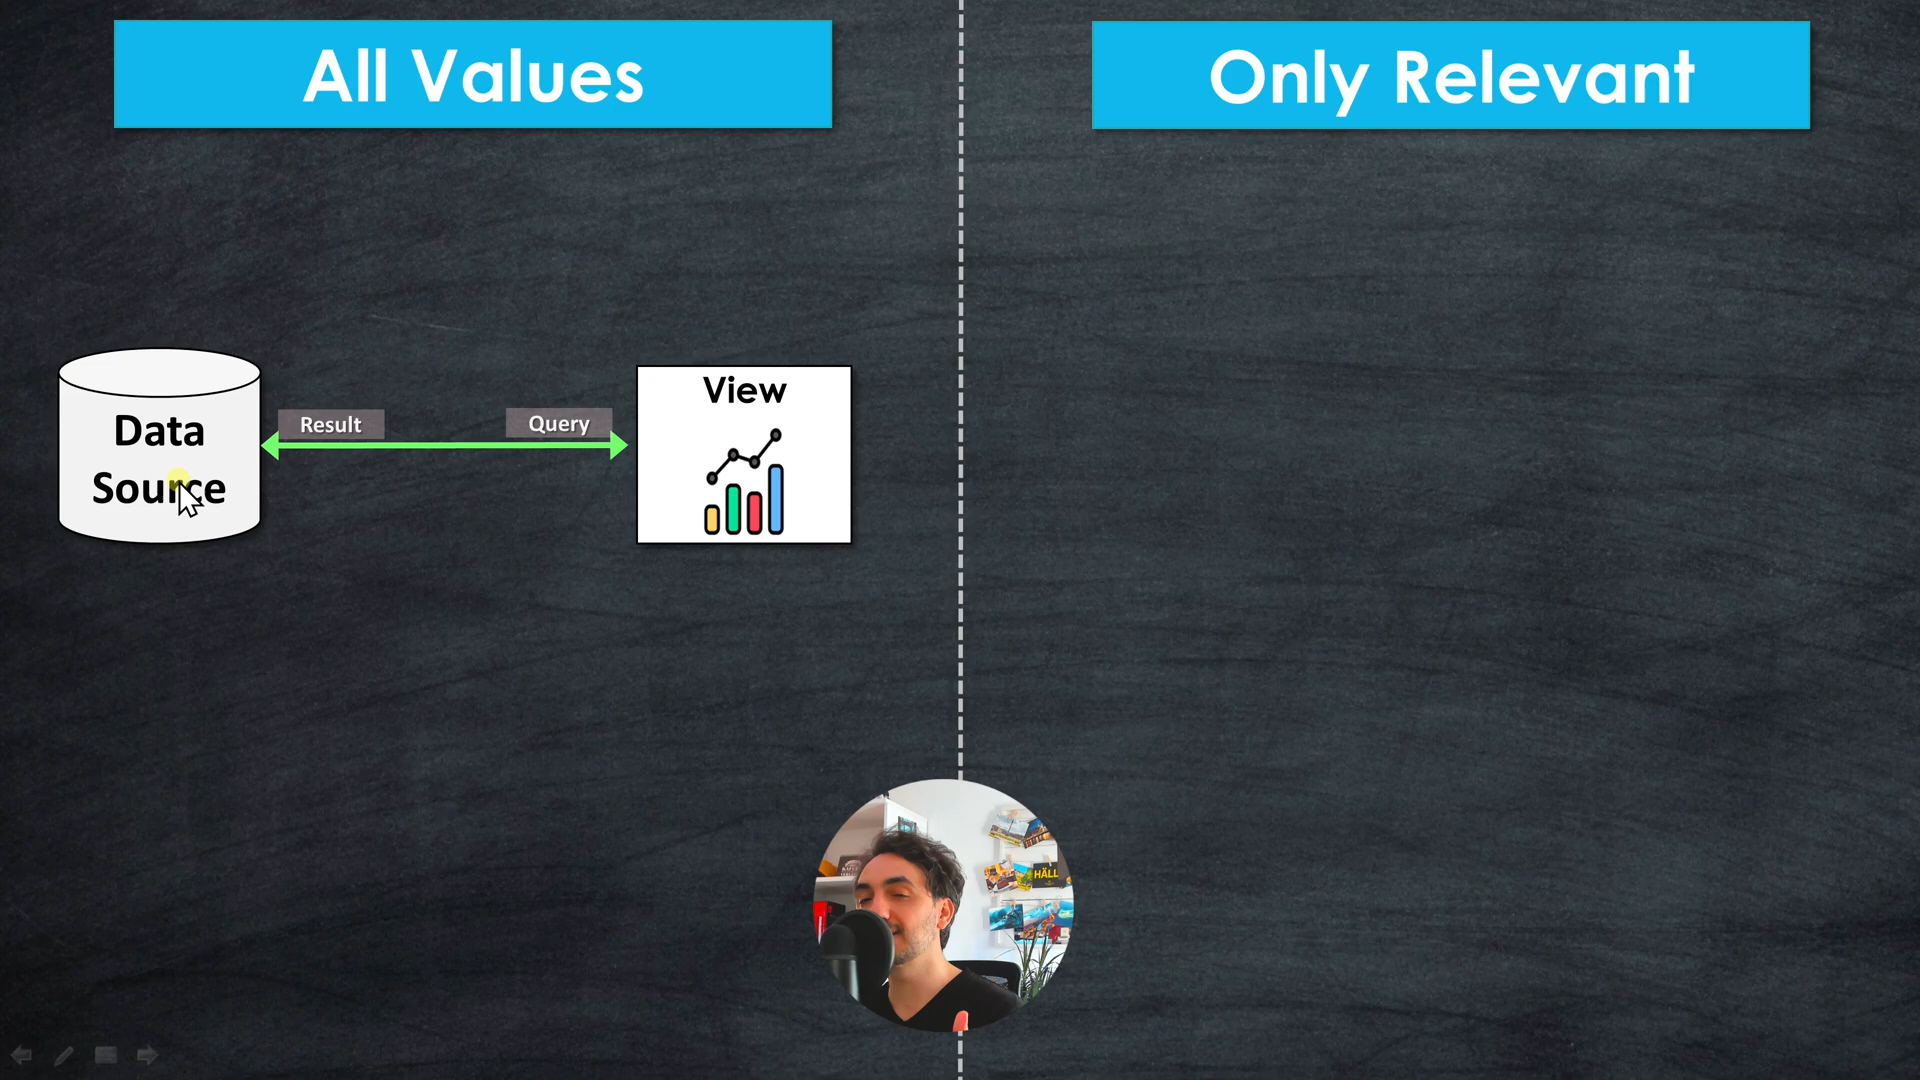 All Values
Only Relevant
Data
Source
Result
Query
View
HÄLL